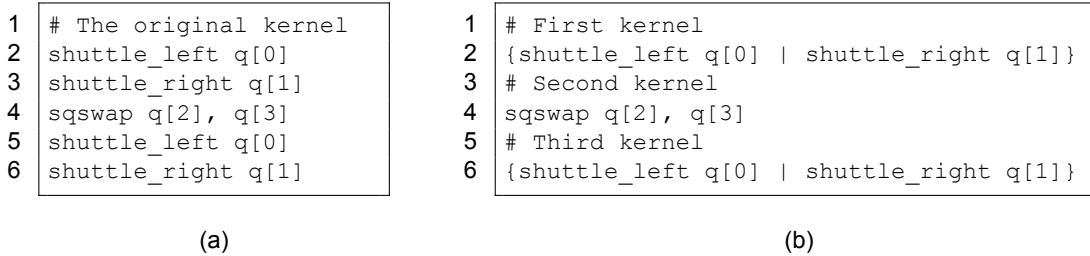 1 # The original kernel
2 shuttle_left q[0]
3 shuttle_right q[1]
4 sqswap q[2], q[3]
5 shuttle_left q[0]
6 shuttle_right q[1]
(a)
1 # First kernel
2 {shuttle_left q[0] | shuttle_right q[1]}
3 # Second kernel
4 sqswap q[2], q[3]
5 # Third kernel
6 {shuttle_left q[0] | shuttle_right q[1]}
(b)